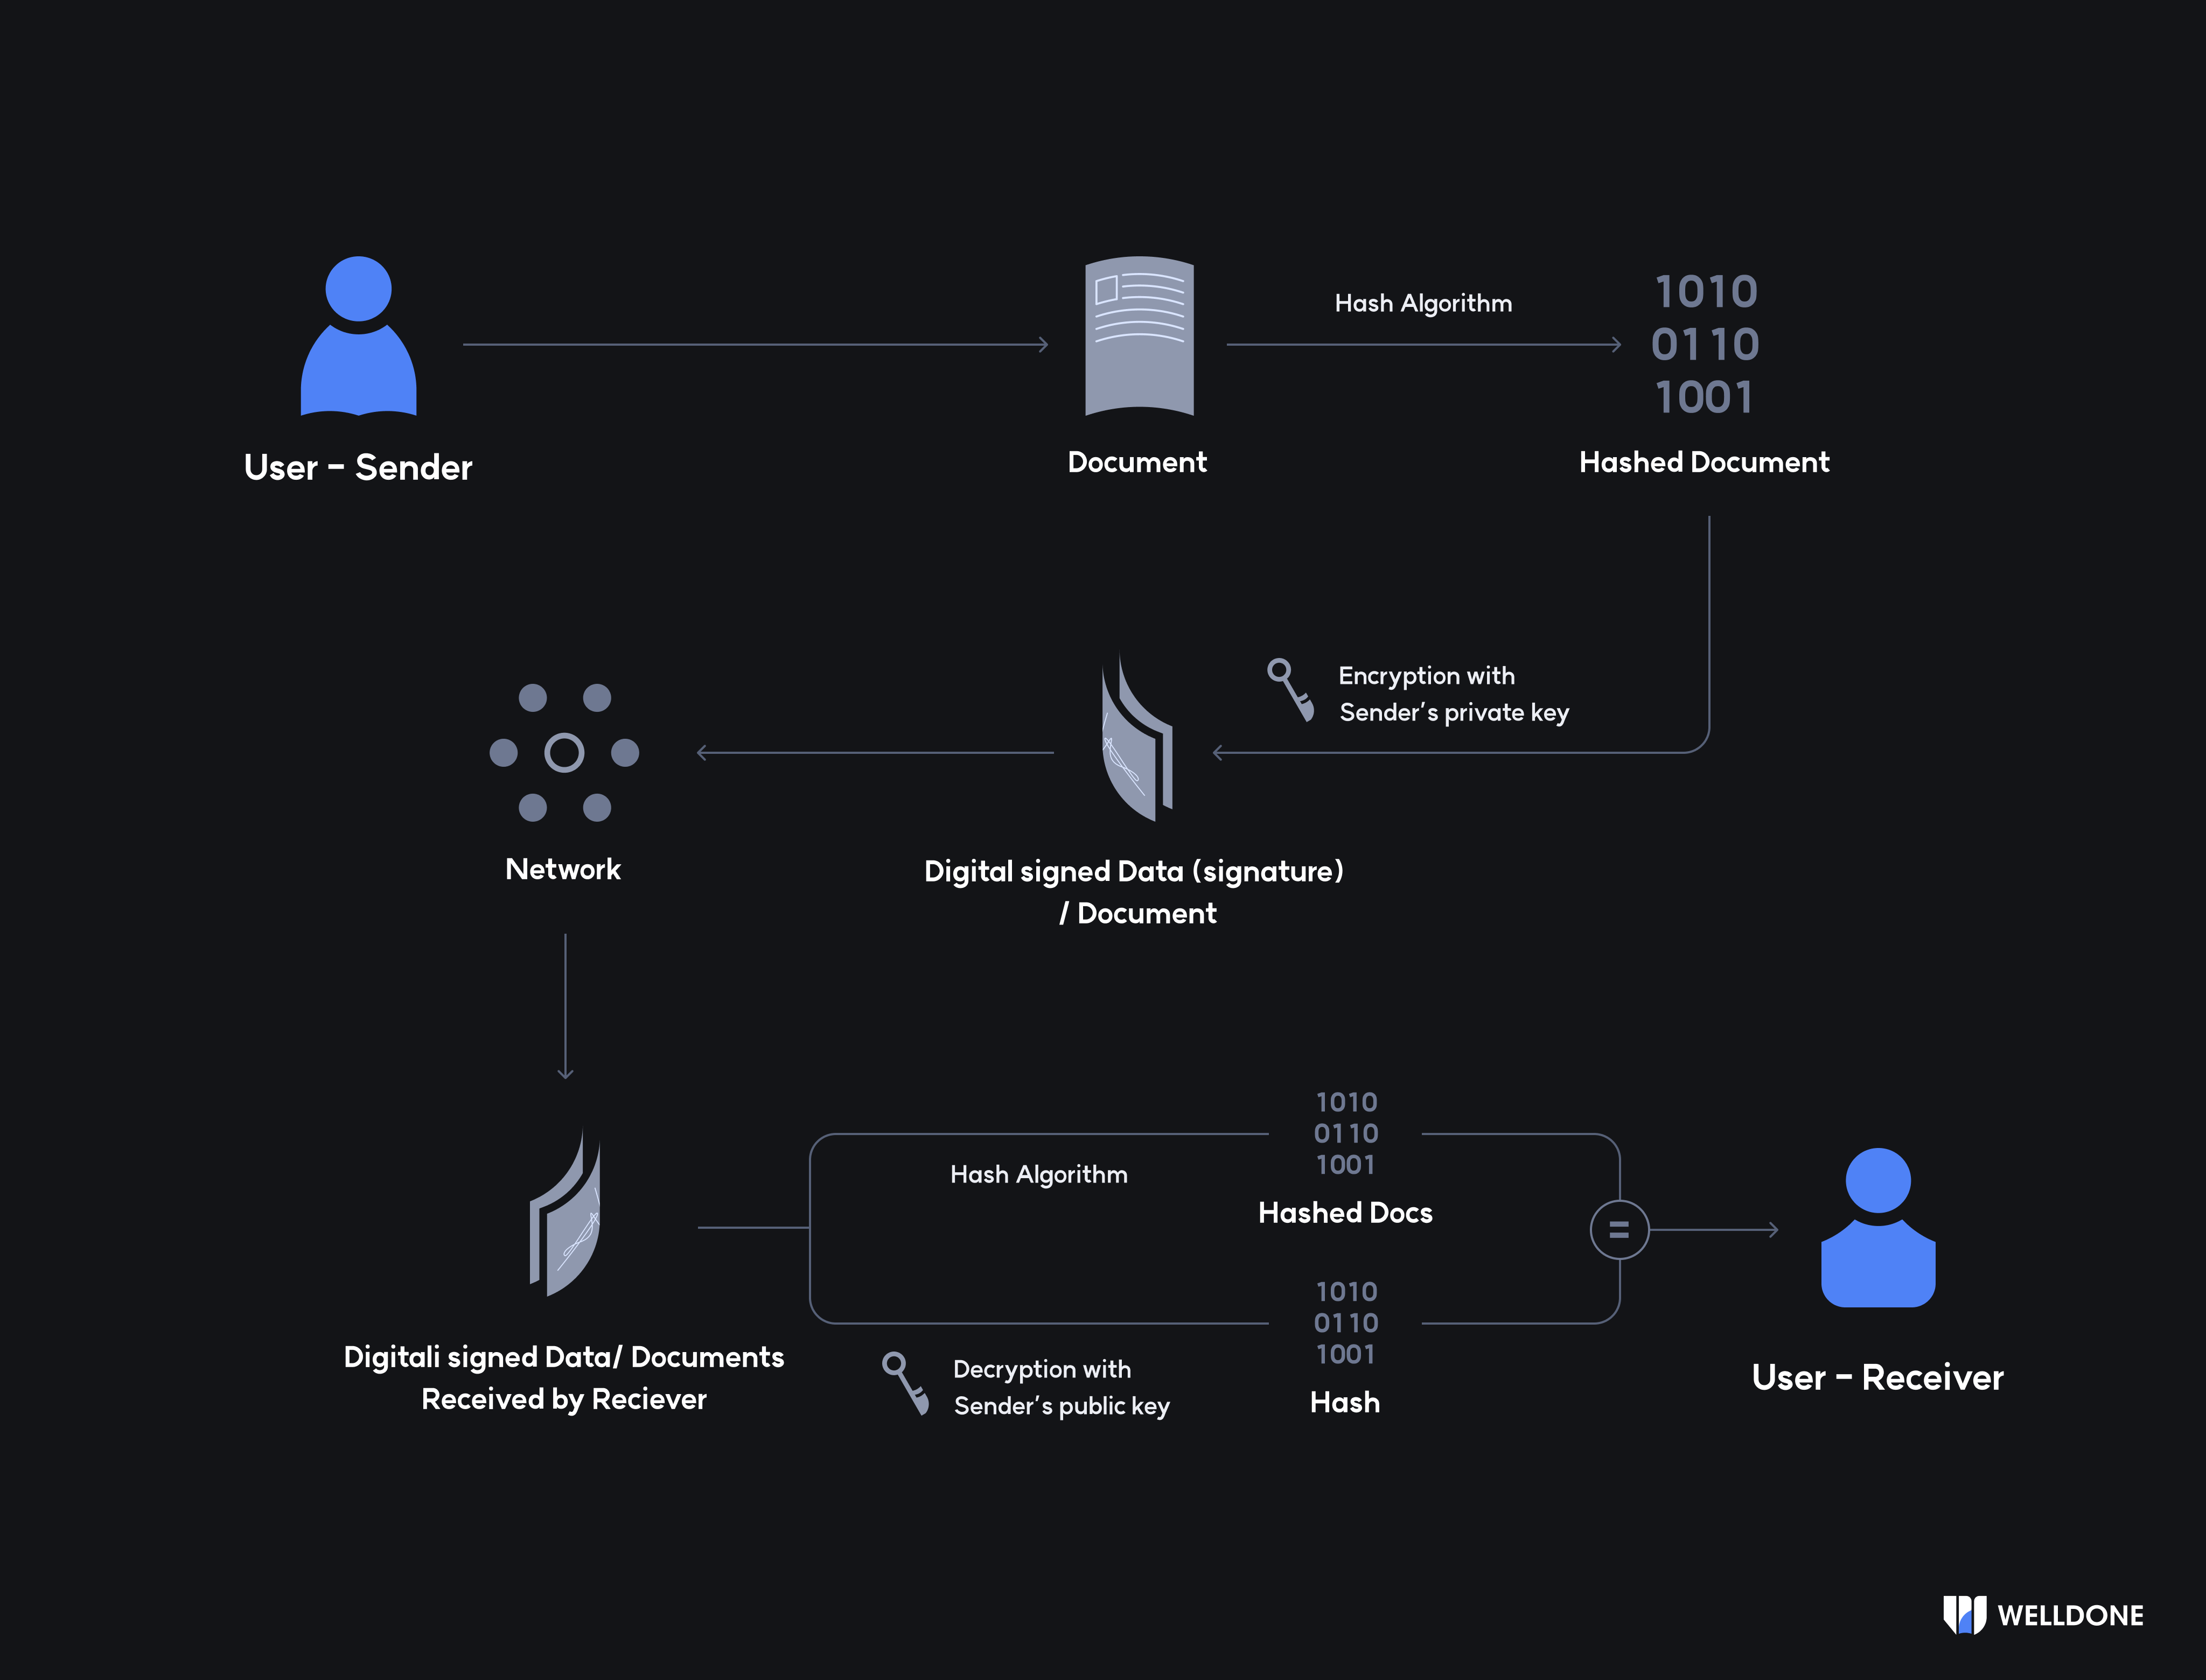 Hash Algorithm
1010
0110
1001
User – Sender
Document
Hashed Document
Encryption with
Sender's private key
Network
Digital signed Data (signature)
/ Document
1010
0110
1001
Hash Algorithm
Hashed Docs
=
1010
0110
1001
Digitali signed Data/ Documents
Received by Reciever
Decryption with
Sender's public key
Hash
User – Receiver
WELLDONE